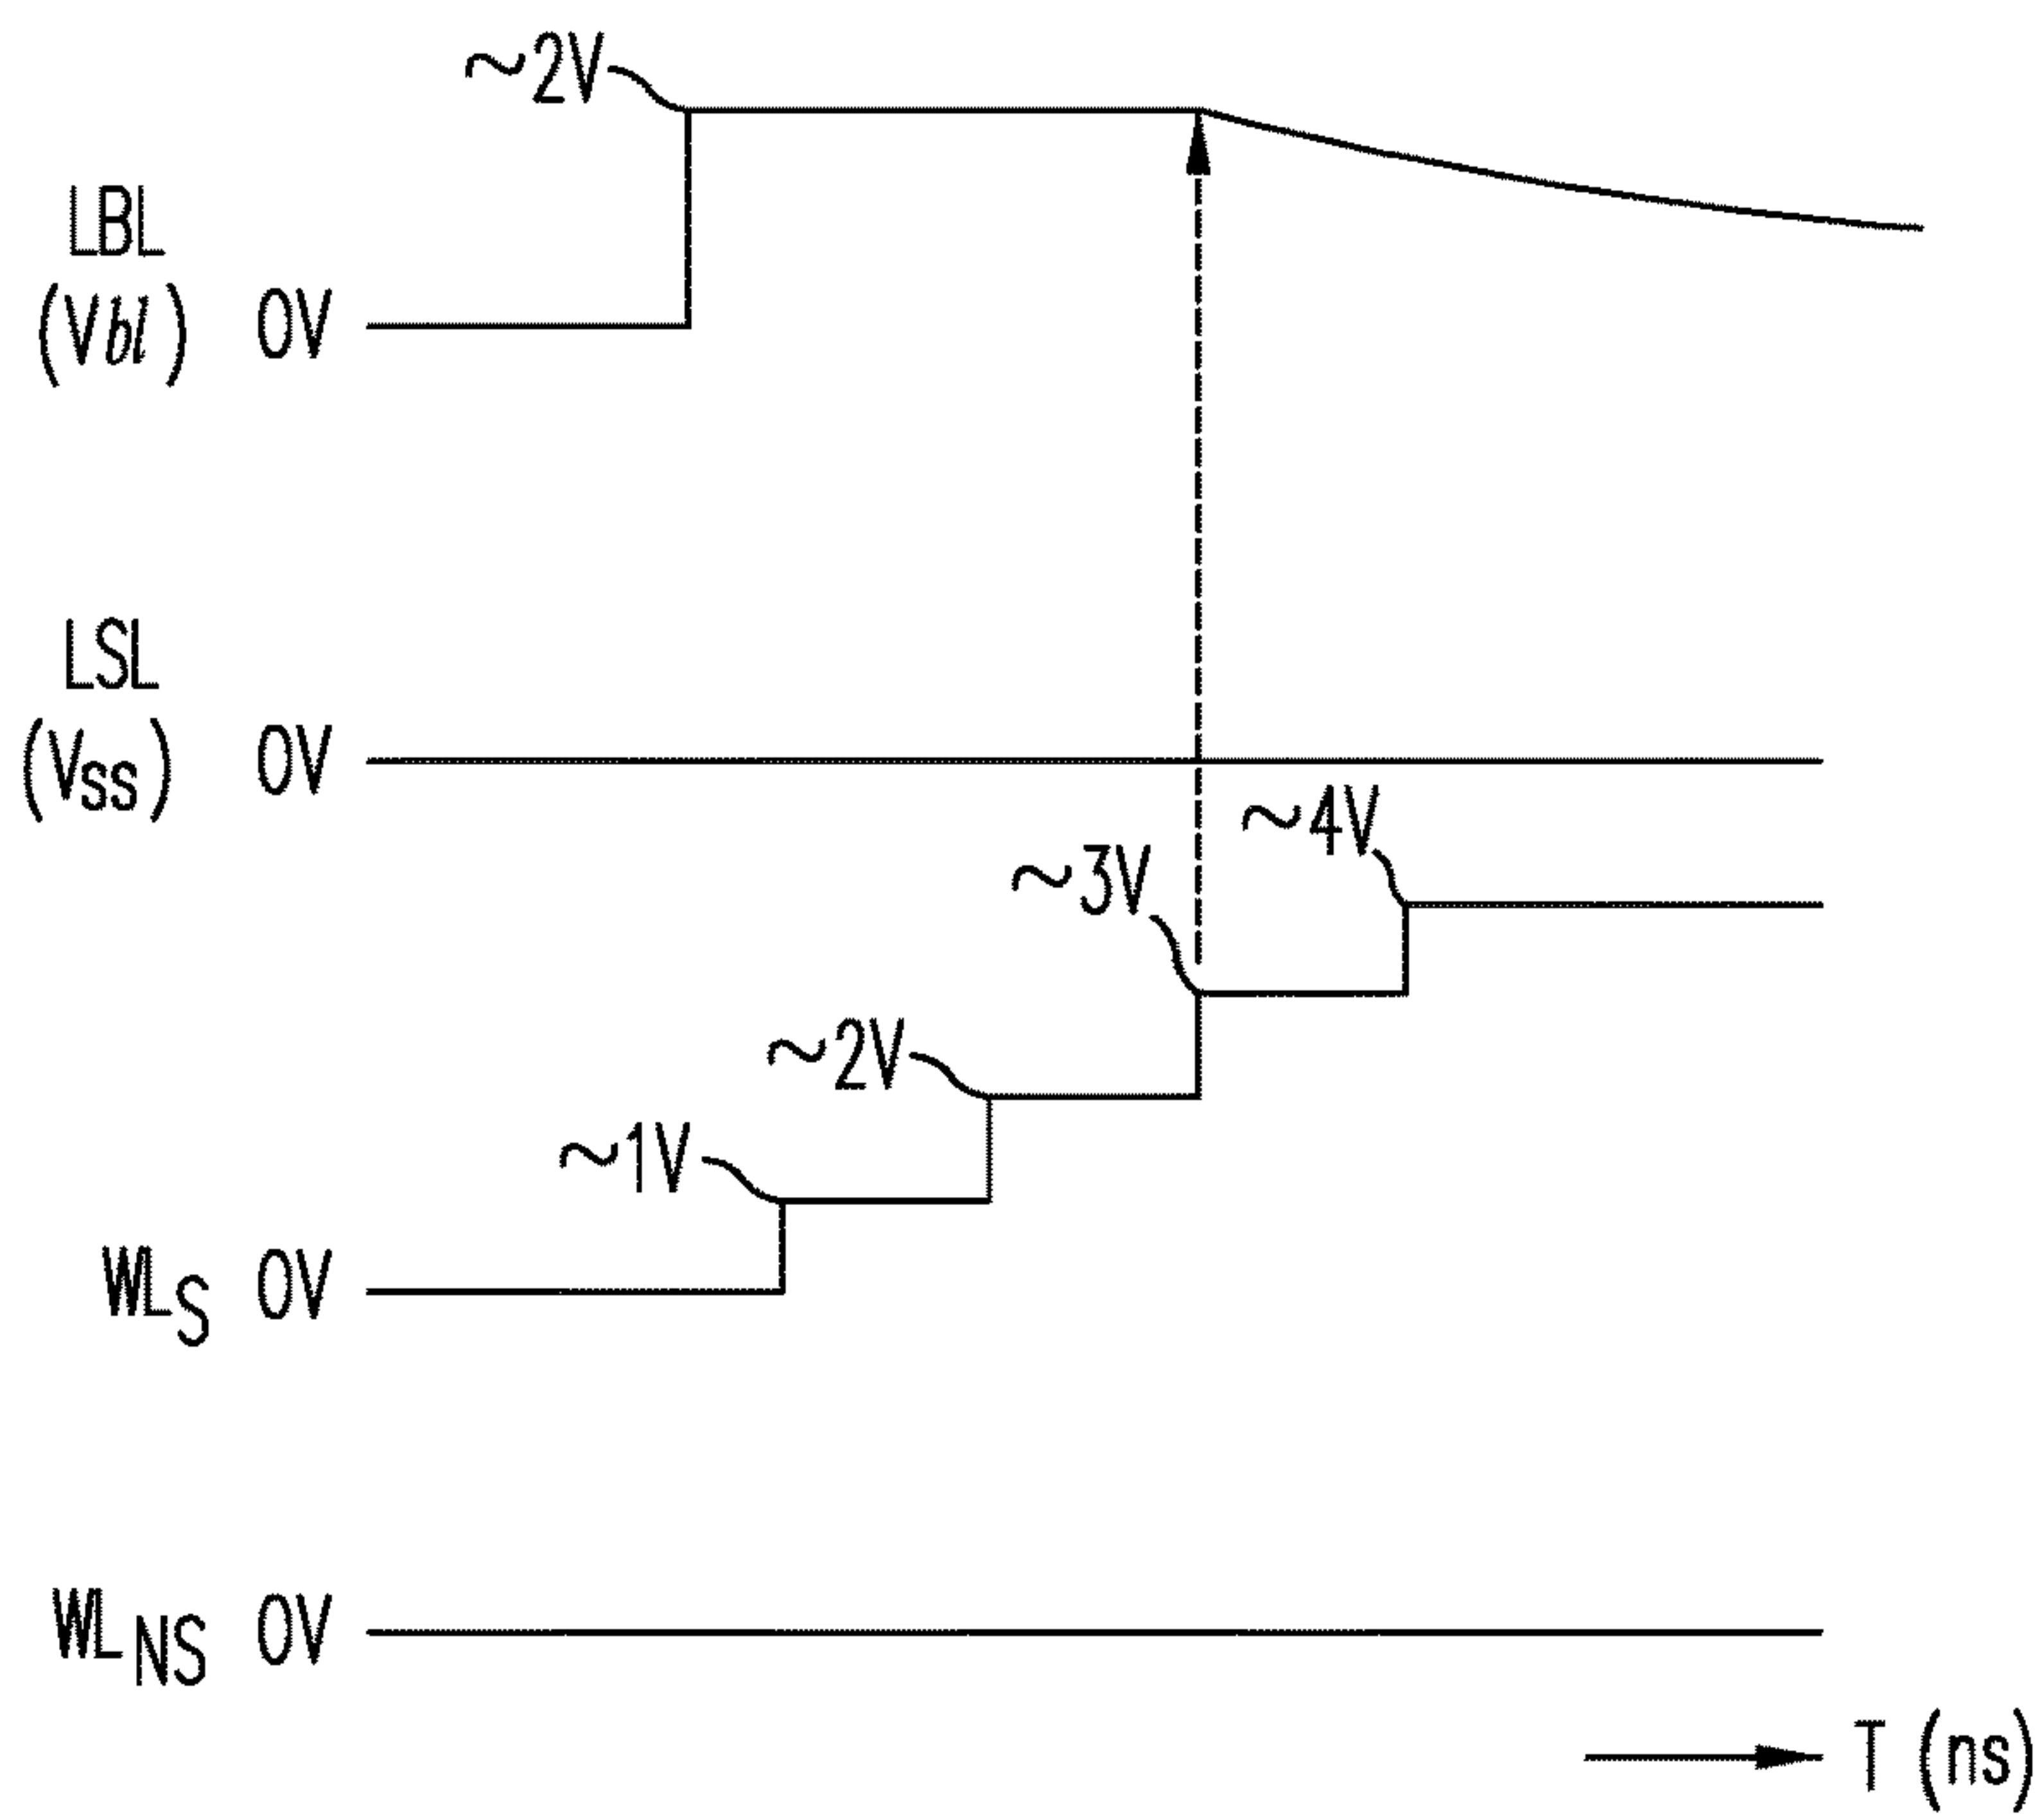 ~2V
LBL
(Vbl) 0V
LSL
(Vss) 0V
~4V
~3V
~2V
~1V
WLS 0V
WLNS 0V
T (ns)